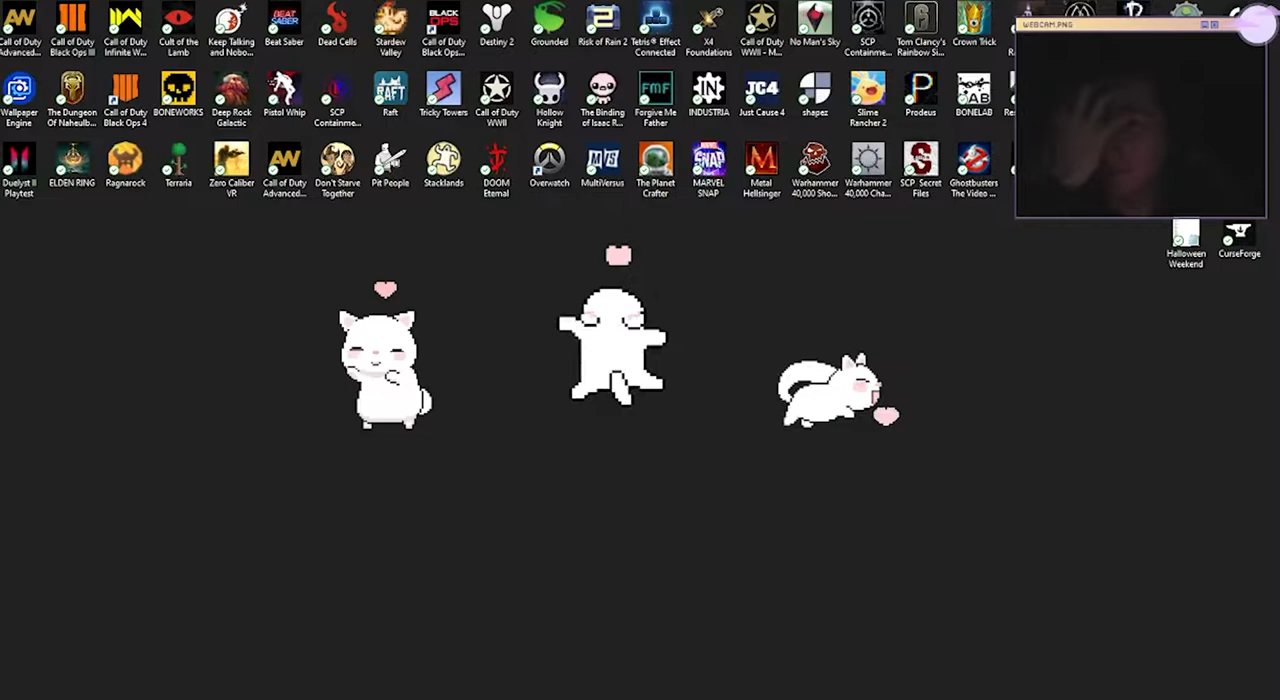 Call of Duty Advanced...
Call of Duty Black Ops III
Call of Duty Infinite W...
Cult of the Lamb
Keep Talking and Nobo...
Beat Saber
Dead Cells
Stardew Valley
Call of Duty Black Ops...
Destiny 2
Grounded
Risk of Rain 2
Tetris® Effect Connected
X4 Foundations
Call of Duty WWII - M...
No Man's Sky
SCP Containme...
Tom Clancy's Rainbow Si...
Crown Trick
WEBCAM.PNG
Wallpaper Engine
The Dungeon Of Naheulb...
Call of Duty Black Ops 4
BONEWORKS
Deep Rock Galactic
Pistol Whip
SCP Containme...
Raft
Tricky Towers
Call of Duty WWII
Hollow Knight
The Binding of Isaac R...
Forgive Me Father
INDUSTRIA
Just Cause 4
shapez
Slime Rancher 2
Prodeus
BONELAB
Duelyst II Playtest
ELDEN RING
Ragnarock
Terraria
Zero Caliber VR
Call of Duty Advanced...
Don't Starve Together
Pit People
Stacklands
DOOM Eternal
Overwatch
MultiVersus
The Planet Crafter
MARVEL SNAP
Metal Hellsinger
Warhammer 40,000 Sho...
Warhammer 40,000 Cha...
SCP Secret Files
Ghostbusters The Video ...
Halloween Weekend
CurseForge